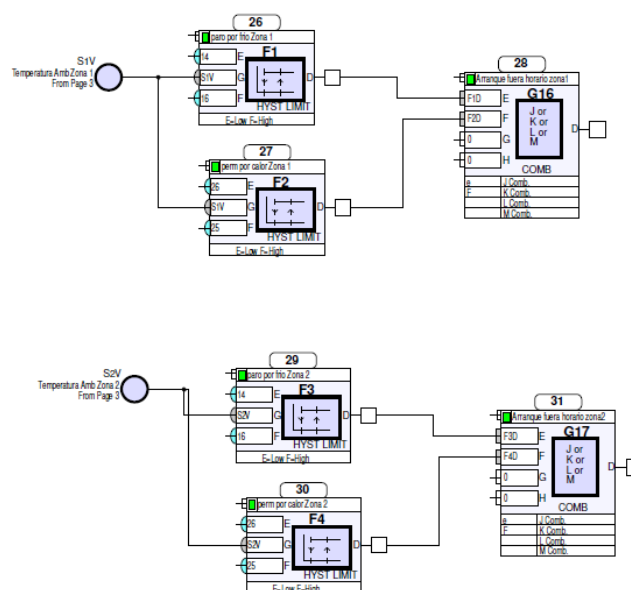 26
paro por frio Zona 1
F1
14 E
S1V G D
16 F
HYST LIMIT
E=Low F=High
S1V
Temperatura Amb Zona 1
From Page 3
27
perm por calor Zona 1
F2
26 E
S1V G D
25 F
HYST LIMIT
E=Low F=High
28
Arranque fuera horario zona1
G16
F1D E
F2D F
0 G
0 H
J or
K or
L or
M
D
COMB
e J Comb.
F K Comb.
L Comb.
M Comb.
29
paro por frio Zona 2
F3
14 E
S2V G D
16 F
HYST LIMIT
E=Low F=High
S2V
Temperatura Amb Zona 2
From Page 3
30
perm por calor Zona 2
F4
26 E
S2V G D
25 F
HYST LIMIT
E=Low F=High
31
Arranque fuera horario zona2
G17
F3D E
F4D F
0 G
0 H
J or
K or
L or
M
D
COMB
e J Comb.
F K Comb.
L Comb.
M Comb.